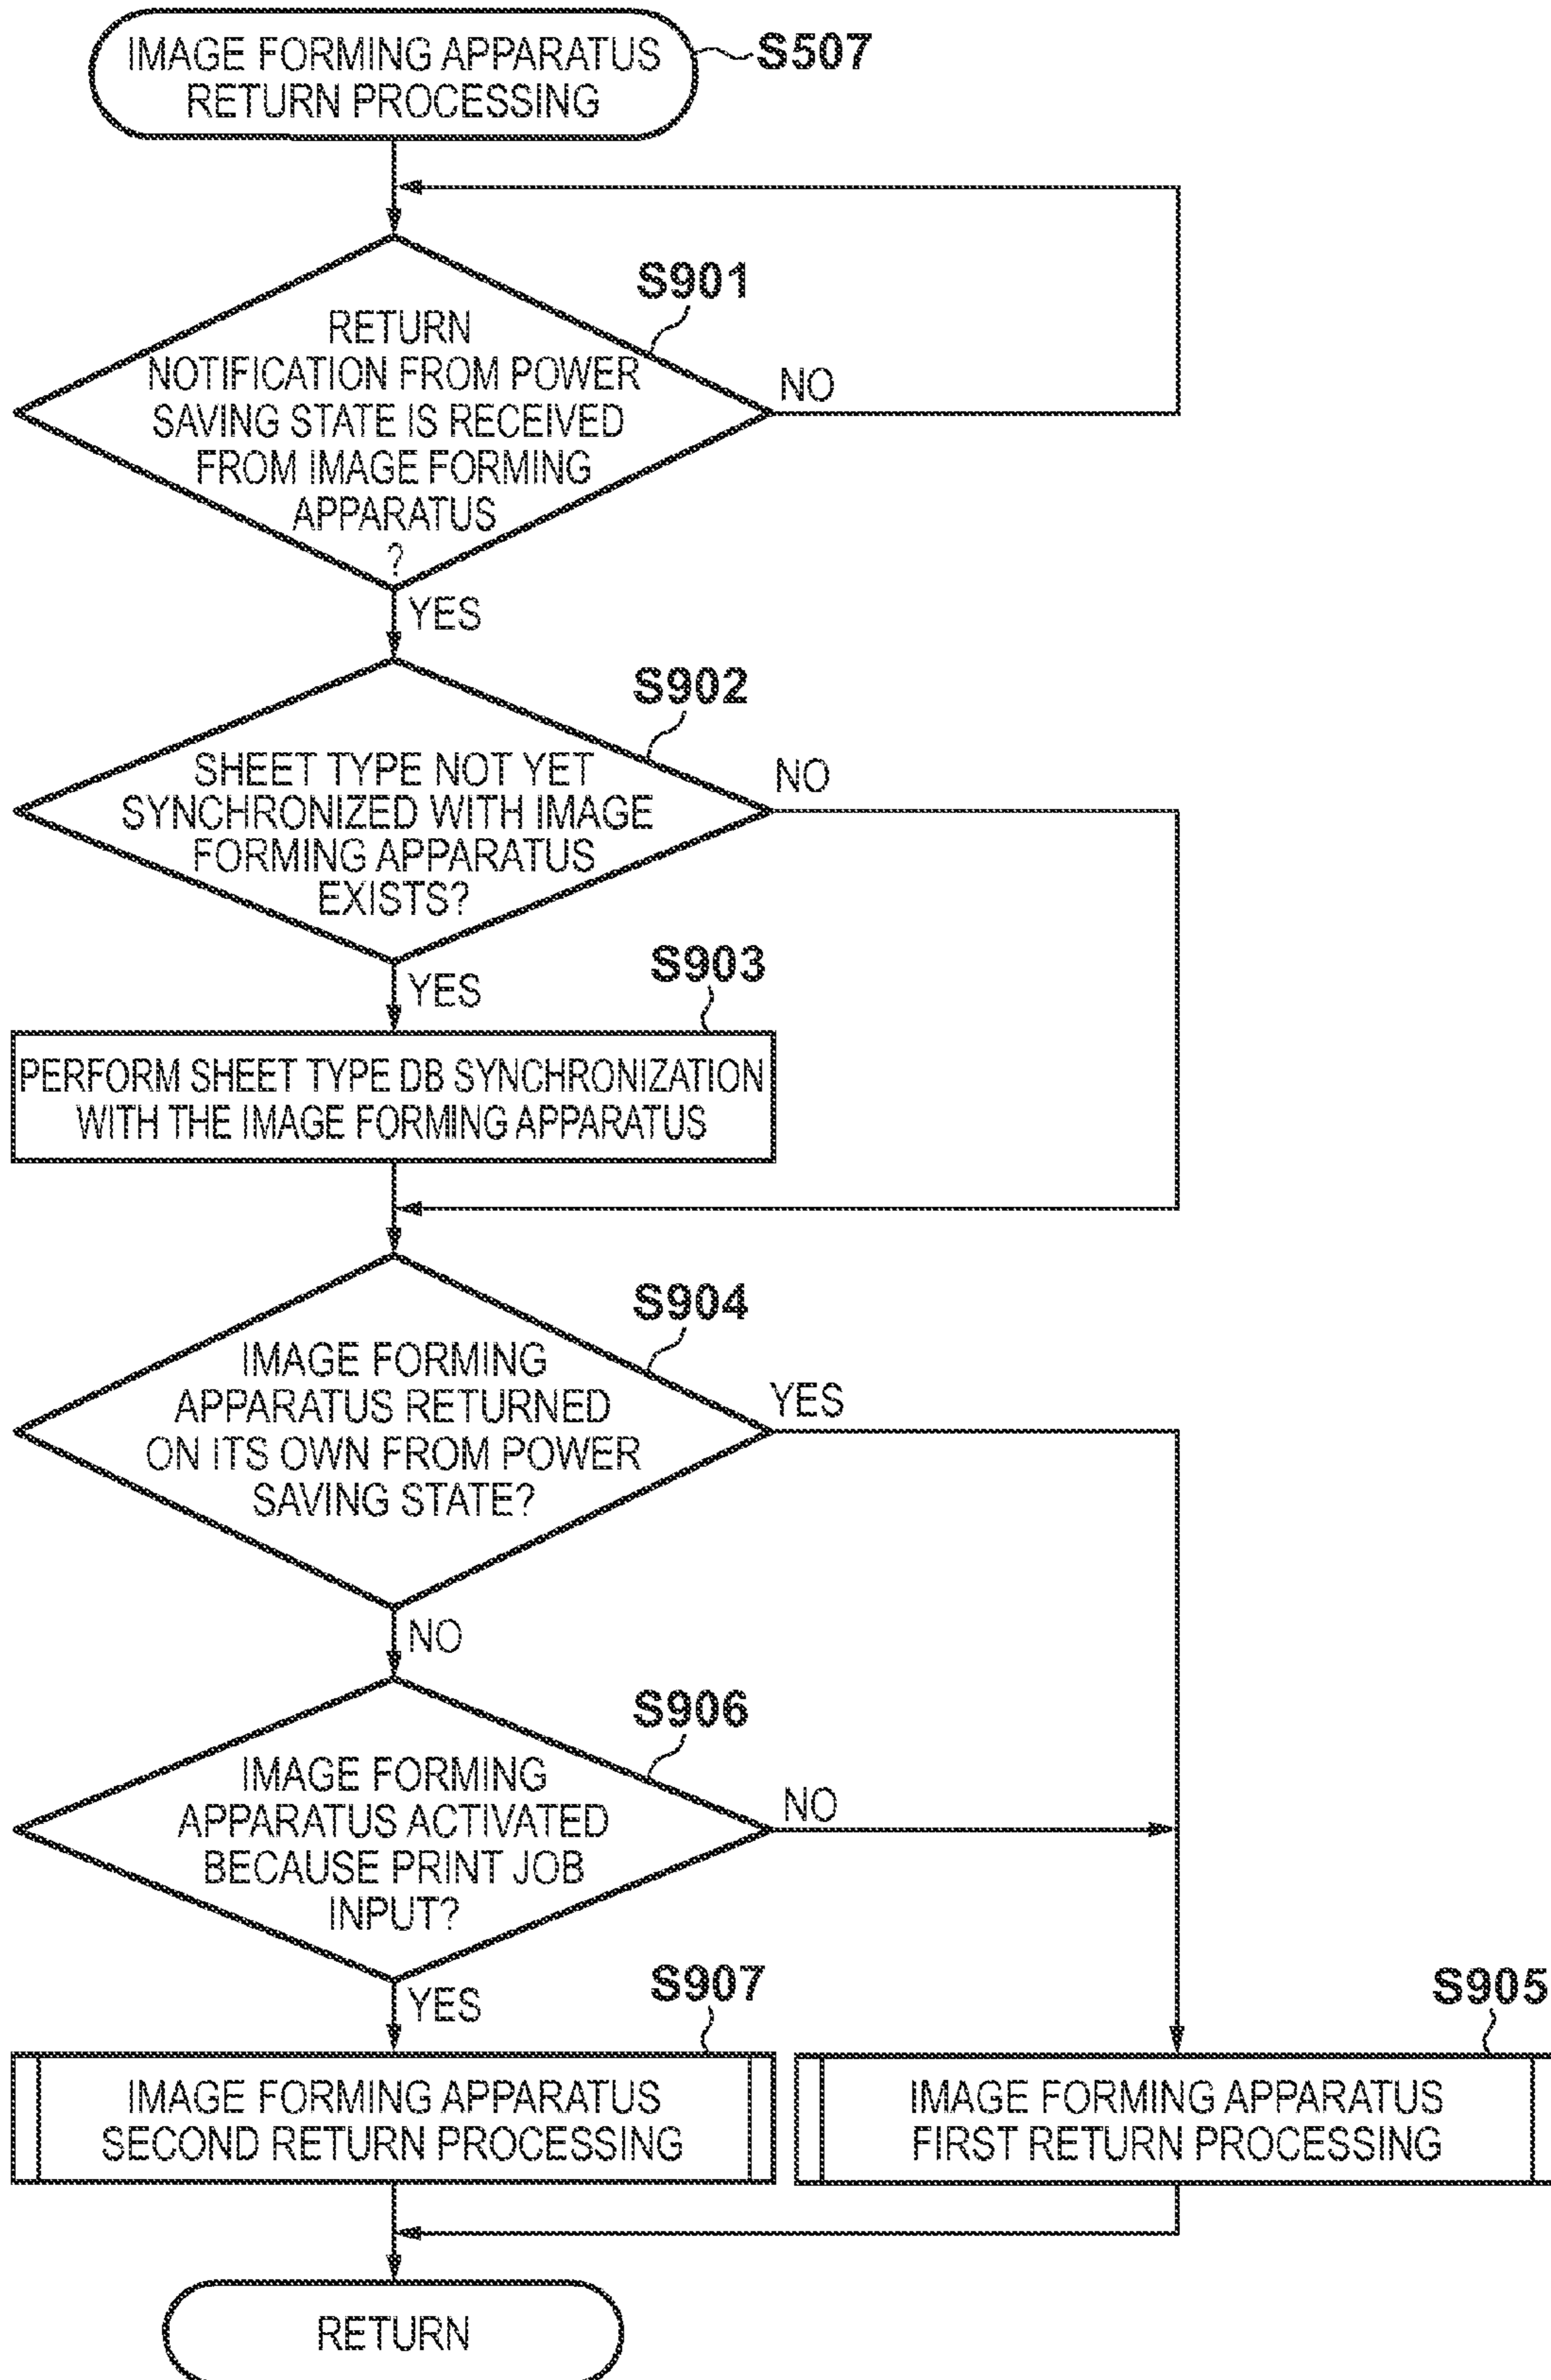 IMAGE FORMING APPARATUS
RETURN PROCESSING
S507
S901
RETURN
NOTIFICATION FROM POWER
SAVING STATE IS RECEIVED
FROM IMAGE FORMING
APPARATUS
?
NO
YES
S902
SHEET TYPE NOT YET
SYNCHRONIZED WITH IMAGE
FORMING APPARATUS
EXISTS?
NO
YES
S903
PERFORM SHEET TYPE DB SYNCHRONIZATION
WITH THE IMAGE FORMING APPARATUS
S904
IMAGE FORMING
APPARATUS RETURNED
ON ITS OWN FROM POWER
SAVING STATE?
YES
NO
S906
IMAGE FORMING
APPARATUS ACTIVATED
BECAUSE PRINT JOB
INPUT?
NO
YES
S907
IMAGE FORMING APPARATUS
SECOND RETURN PROCESSING
S905
IMAGE FORMING APPARATUS
FIRST RETURN PROCESSING
RETURN